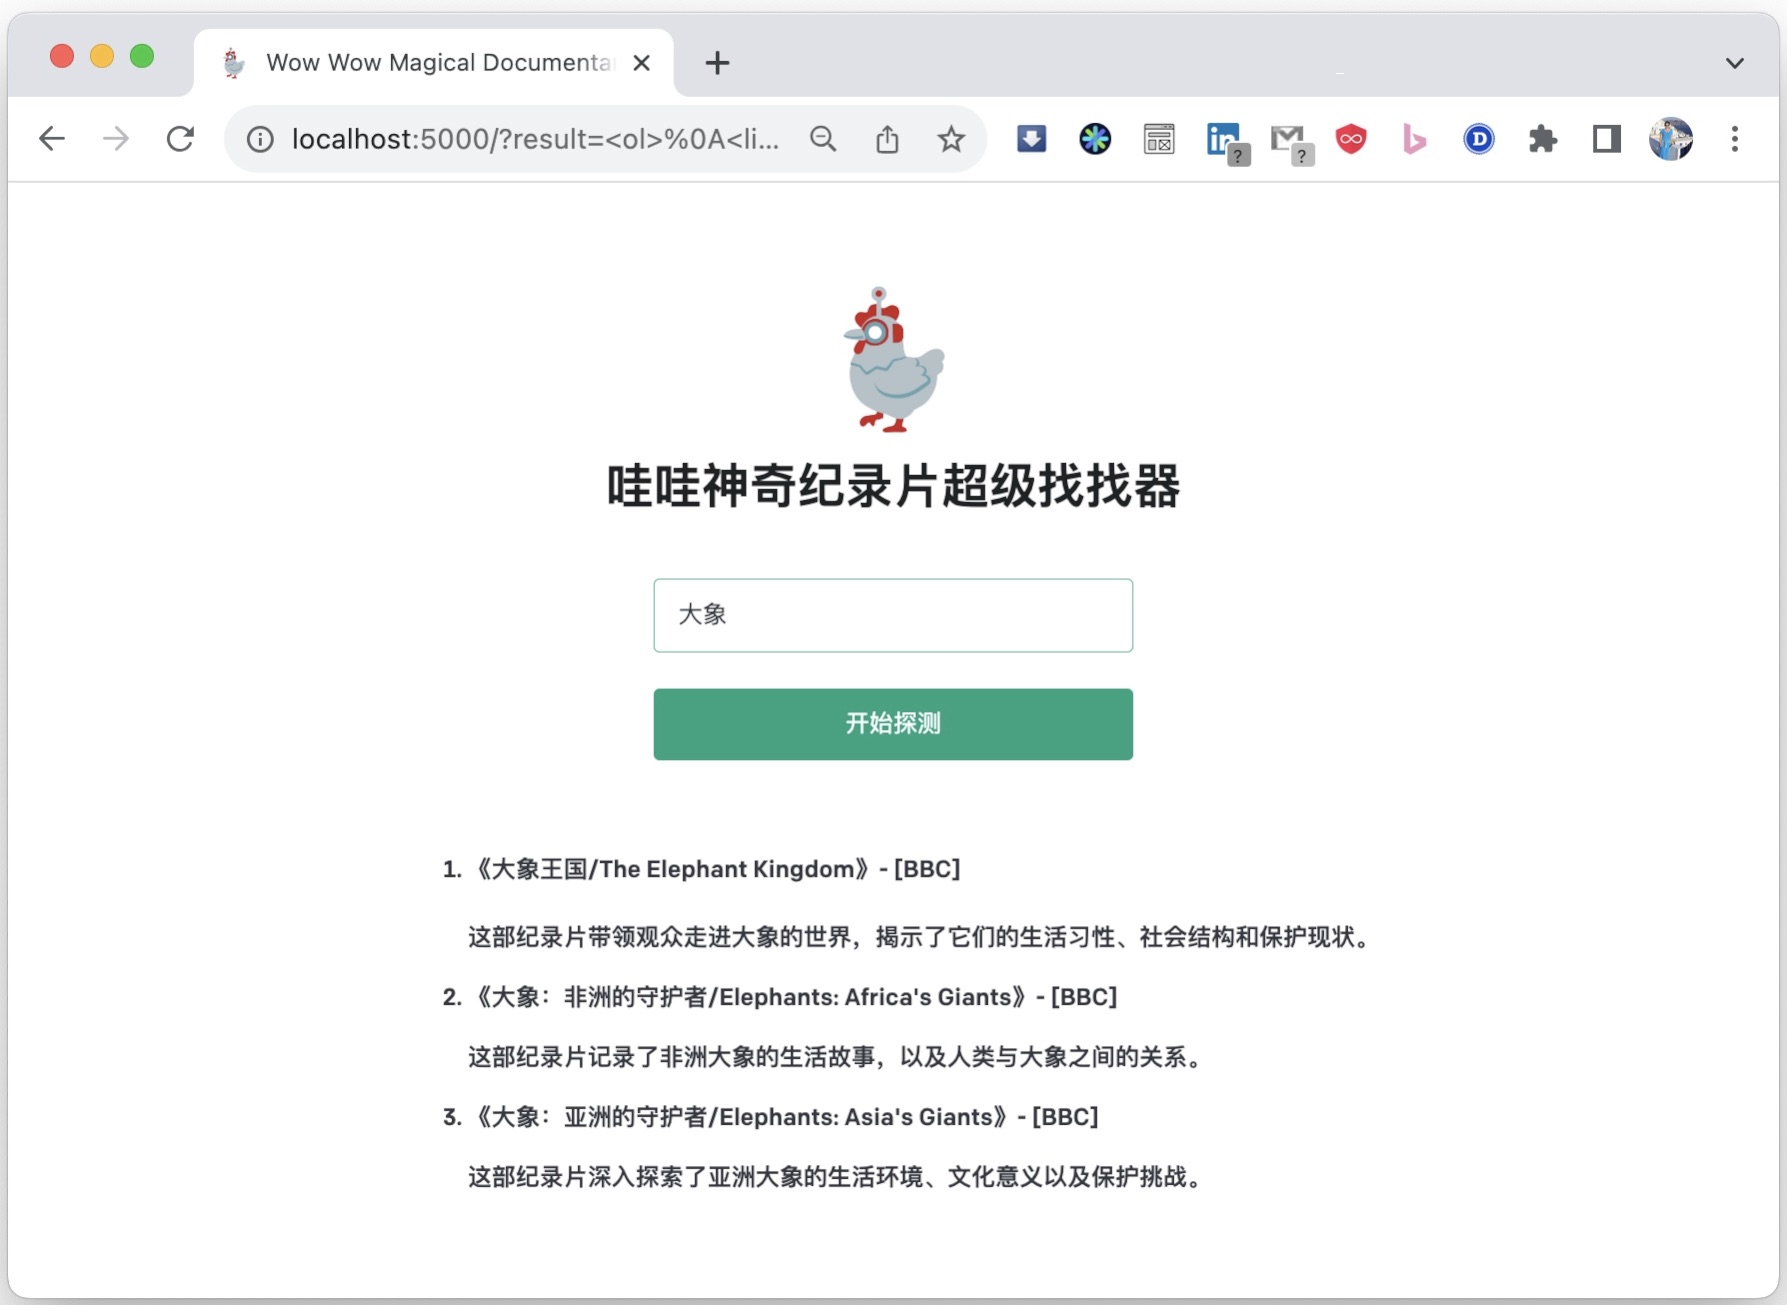 Wow Wow Magical Documenta
localhost:5000/?result=<ol>%0A<li...
in
?
?
D
哇哇神奇纪录片超级找找器
大象
开始探测
1. 《大象王国/The Elephant Kingdom》- [BBC]
这部纪录片带领观众走进大象的世界，揭示了它们的生活习性、社会结构和保护现状。
2. 《大象：非洲的守护者/Elephants: Africa's Giants》- [BBC]
这部纪录片记录了非洲大象的生活故事，以及人类与大象之间的关系。
3. 《大象：亚洲的守护者/Elephants: Asia's Giants》- [BBC]
这部纪录片深入探索了亚洲大象的生活环境、文化意义以及保护挑战。